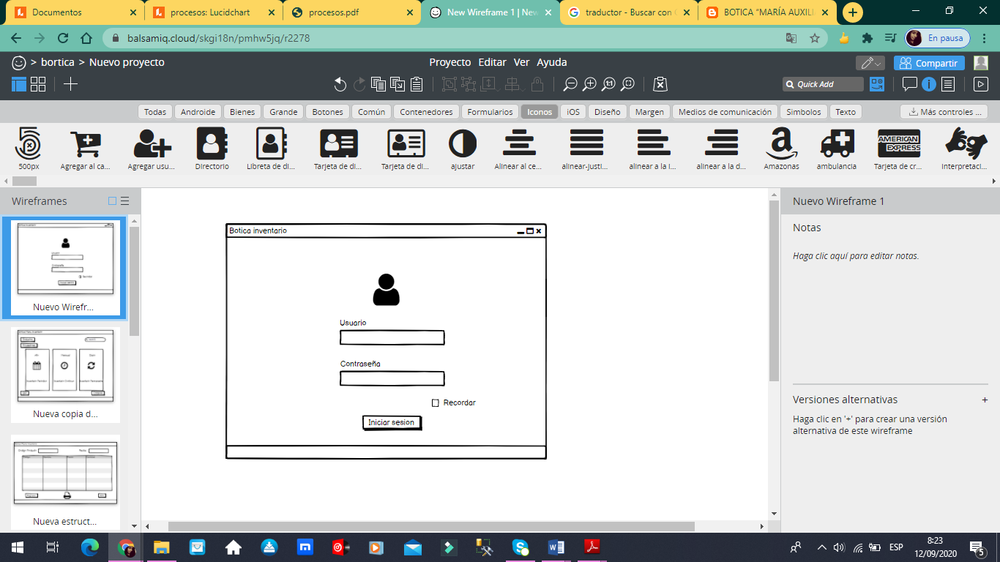 Documentos
procesos: Lucidchart
procesos.pdf
New Wireframe 1 | New
traductor - Buscar con G
BOTICA "MARÍA AUXILI
balsamiq.cloud/skgi18n/pmhw5jq/r2278
En pausa
> bortica > Nuevo proyecto
Proyecto Editar Ver Ayuda
Compartir
1:1
Quick Add
Todas Androide Bienes Grande Botones Común Contenedores Formularios Iconos iOS Diseño Margen Medios de comunicación Simbolos Texto
Más controles ...
AMERICAN EXPRESS
500px
Agregar al ca...
Agregar usu...
Directorio
Libreta de di...
Tarjeta de di...
Tarjeta de di...
ajustar
Alinear al ce...
alinear-justi...
alinear a la i...
alinear a la d...
Amazonas
ambulancia
Tarjeta de cr...
Interpretaci...
Wireframes
Nuevo Wirefr...
Nueva copia d...
Nueva estruct...
Botica inventario
Usuario
Contraseña
Recordar
Iniciar sesion
Nuevo Wireframe 1
Notas
Haga clic aquí para editar notas.
Versiones alternativas +
Haga clic en '+' para crear una versión
alternativa de este wireframe
ESP
8:23
12/09/2020
5